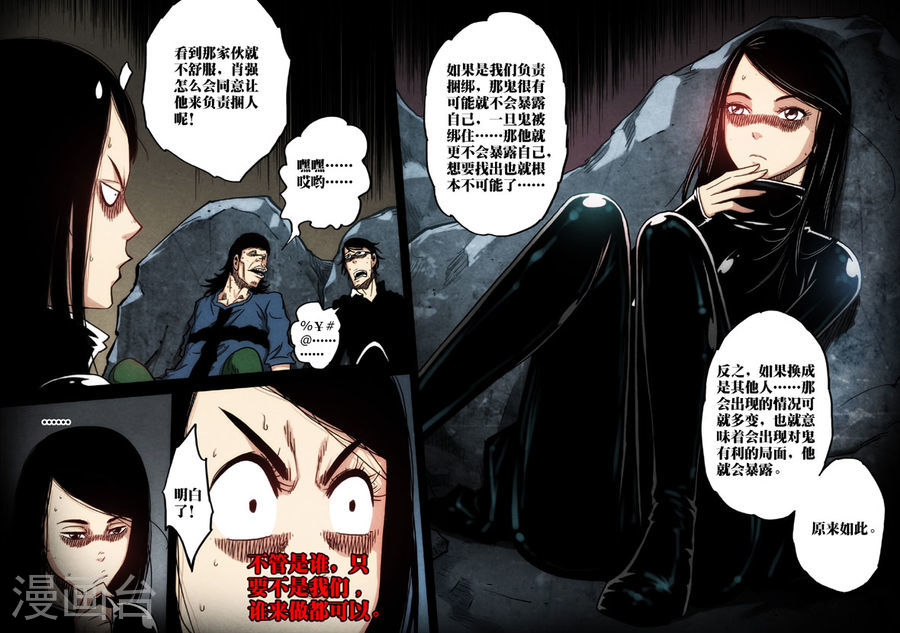 看到那家伙就
不舒服，肖强
怎么会同意让
他来负责捆人
呢！
嘿嘿……
哎哟……
%￥#
@……
……
……
明白
了！
不管是谁，只
要不是我们，
谁来做都可以。
如果是我们负责
捆绑，那鬼很有
可能就不会暴露
自己，一旦鬼被
绑住……那他就
更不会暴露自己，
想要找出也就根
本不可能了……
反之，如果换成
是其他人……那
会出现的情况可
就多变，也就意
味着会出现对鬼
有利的局面，他
就会暴露。
原来如此。
漫画台